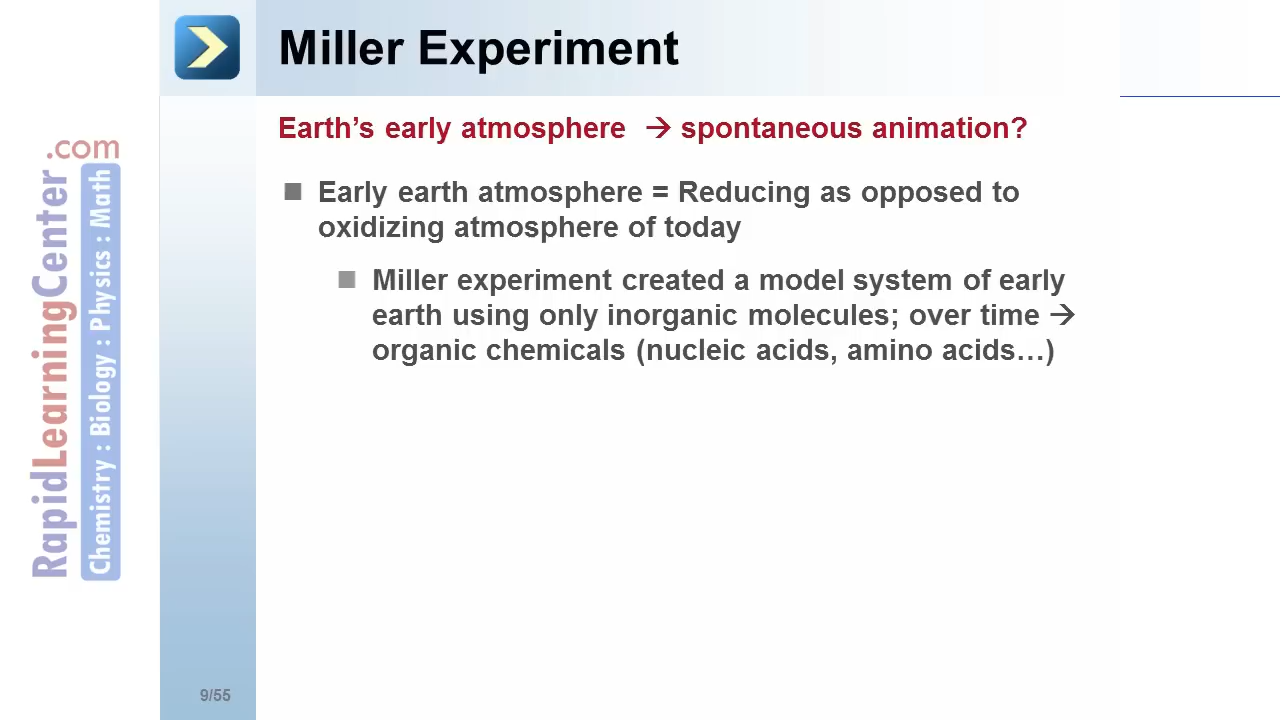 Miller Experiment
Earth’s early atmosphere → spontaneous animation?
■ Early earth atmosphere = Reducing as opposed to
oxidizing atmosphere of today
■ Miller experiment created a model system of early
earth using only inorganic molecules; over time →
organic chemicals (nucleic acids, amino acids…)
RapidLearningCenter.com
Chemistry : Biology : Physics : Math
9/55